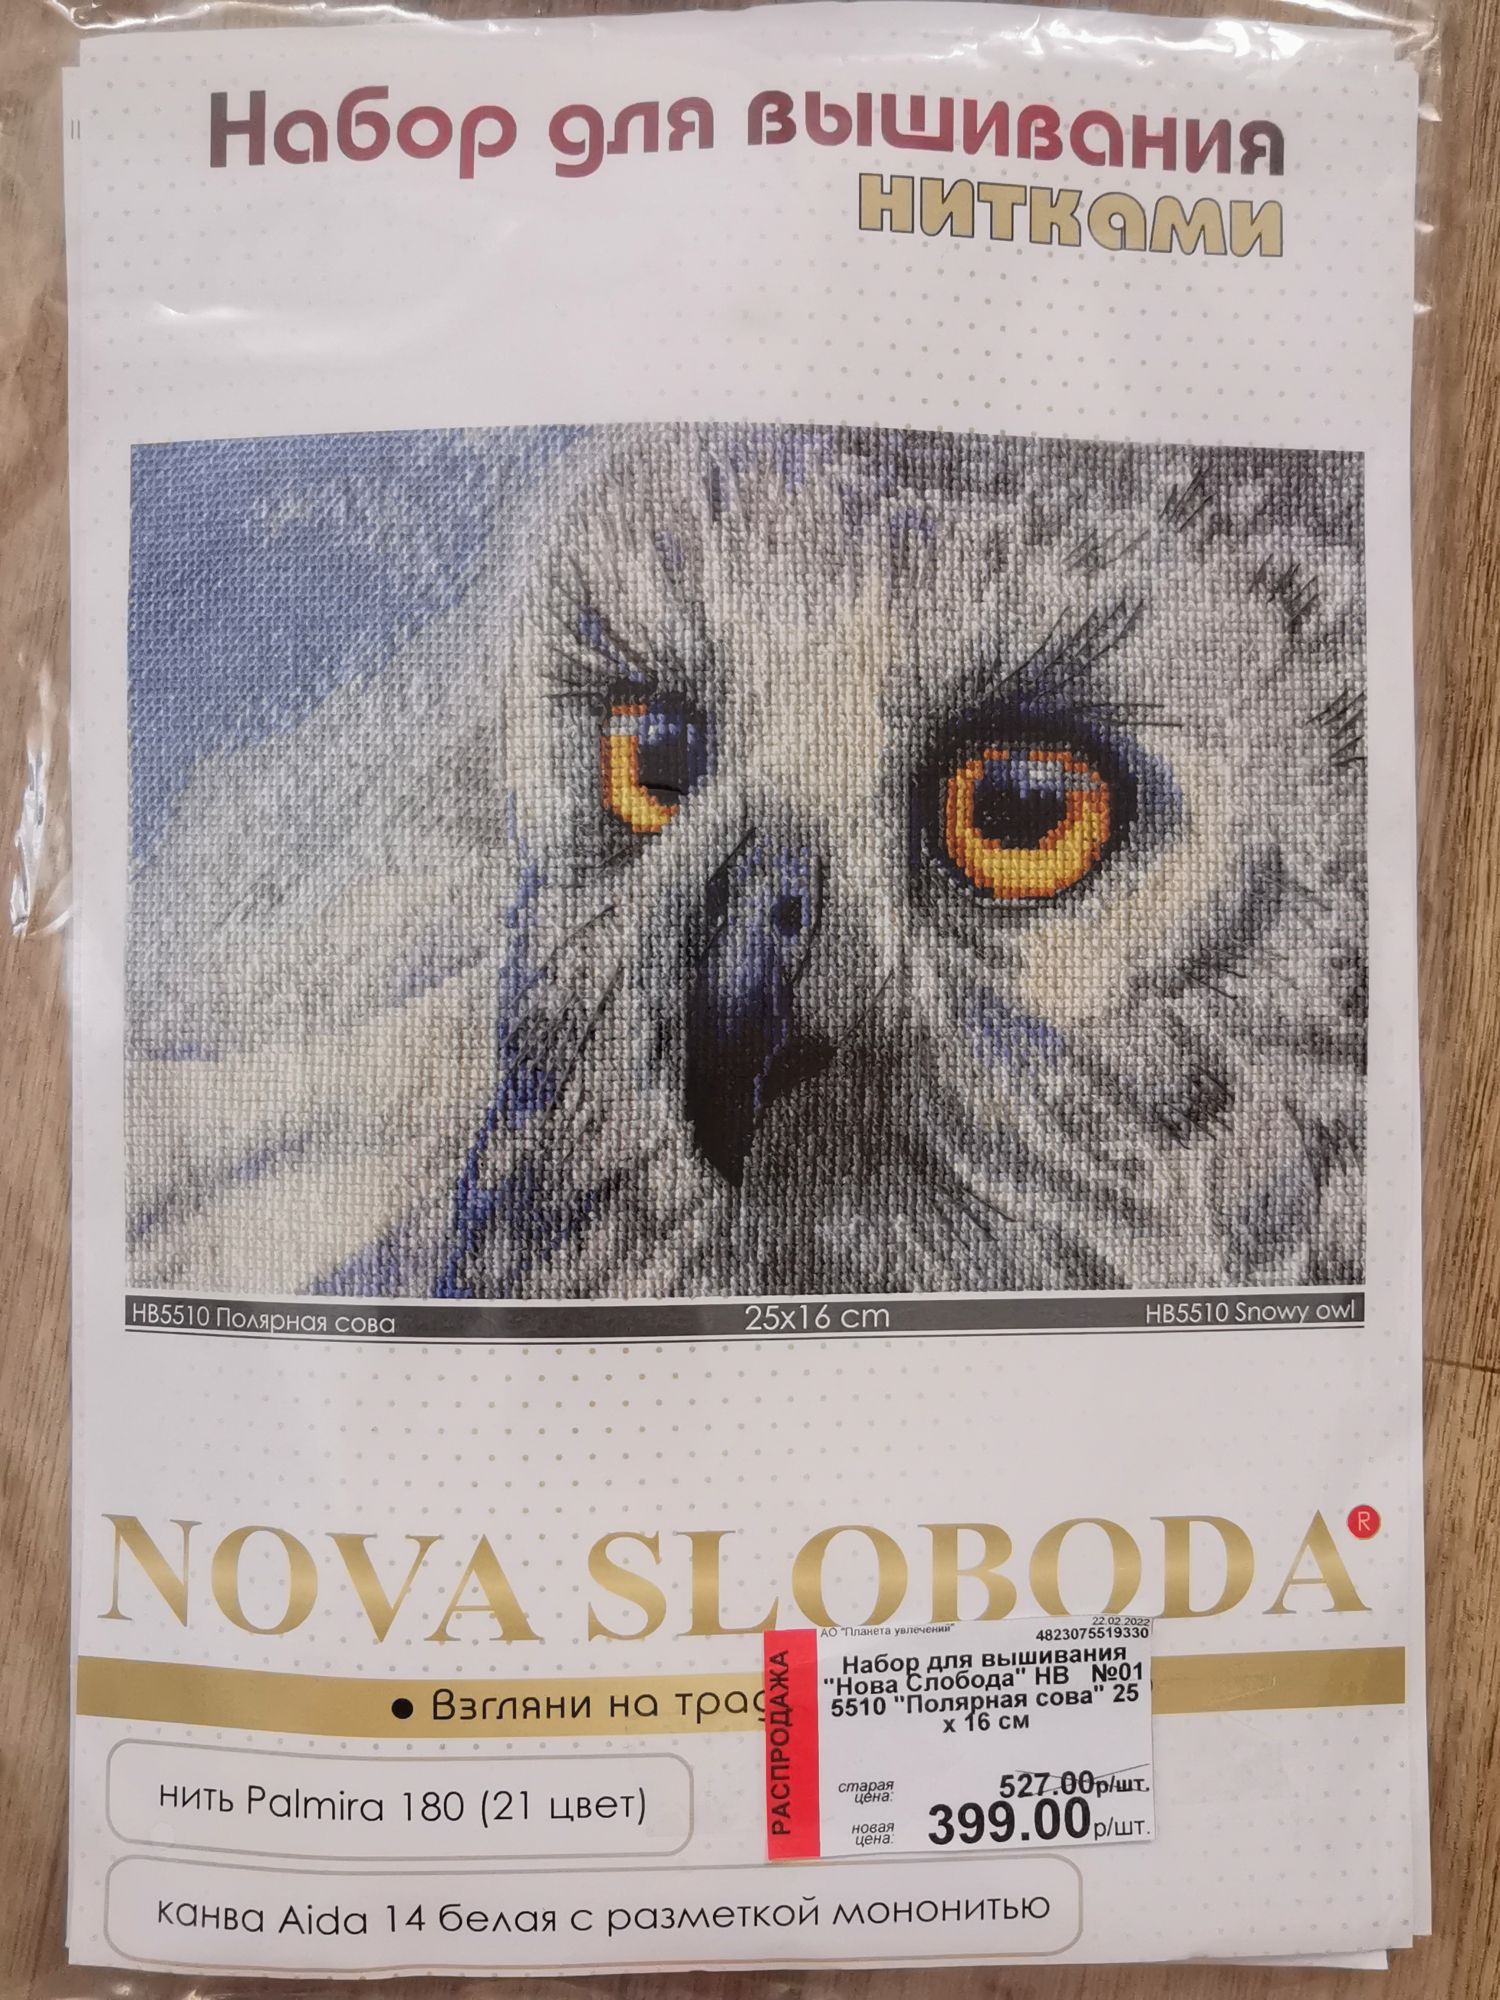 Набор для вышивания
нитками
НВ5510 Полярная сова
25x16 cm
НВ5510 Snowy owl
NOVA SLOBODA
R
22.02.2022
АО "Планета увлечений"
4823075519330
РАСПРОДАЖА
Набор для вышивания
"Нова Слобода" НВ №01
5510 "Полярная сова" 25
х 16 см
старая
цена:
527.00р/шт.
новая
цена:
399.00р/шт.
• Взгляни на
нить Palmira 180 (21 цвет)
канва Aida 14 белая с разметкой мононитью